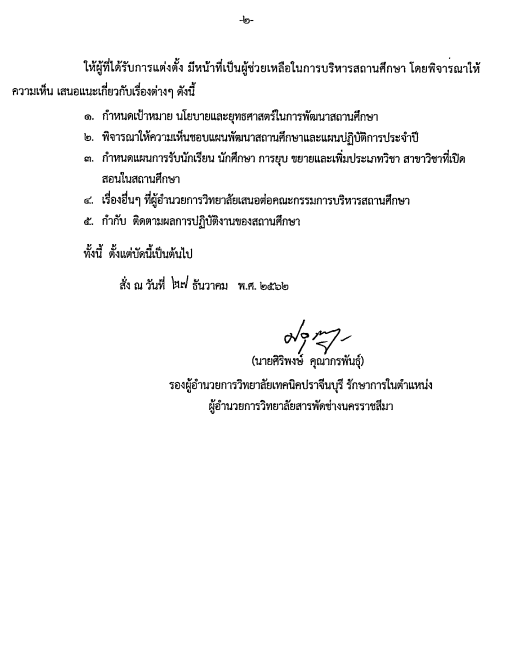 -๒-
ให้ผู้ที่ได้รับการแต่งตั้ง มีหน้าที่เป็นผู้ช่วยเหลือในการบริหารสถานศึกษา โดยพิจารณาให้
ความเห็น เสนอแนะเกี่ยวกับเรื่องต่างๆ ดังนี้
๑. กำหนดเป้าหมาย นโยบายและยุทธศาสตร์ในการพัฒนาสถานศึกษา
๒. พิจารณาให้ความเห็นชอบแผนพัฒนาสถานศึกษาและแผนปฏิบัติการประจำปี
๓. กำหนดแผนการรับนักเรียน นักศึกษา การยุบ ขยายและเพิ่มประเภทวิชา สาขาวิชาที่เปิด
สอนในสถานศึกษา
๔. เรื่องอื่นๆ ที่ผู้อำนวยการวิทยาลัยเสนอต่อคณะกรรมการบริหารสถานศึกษา
๕. กำกับ ติดตามผลการปฏิบัติงานของสถานศึกษา
ทั้งนี้ ตั้งแต่บัดนี้เป็นต้นไป
สั่ง ณ วันที่ ๒๗ ธันวาคม พ.ศ. ๒๕๖๒
(นายศิริพงษ์ คุณากรพันธุ์)
รองผู้อำนวยการวิทยาลัยเทคนิคปราจีนบุรี รักษาการในตำแหน่ง
ผู้อำนวยการวิทยาลัยสารพัดช่างนครราชสีมา